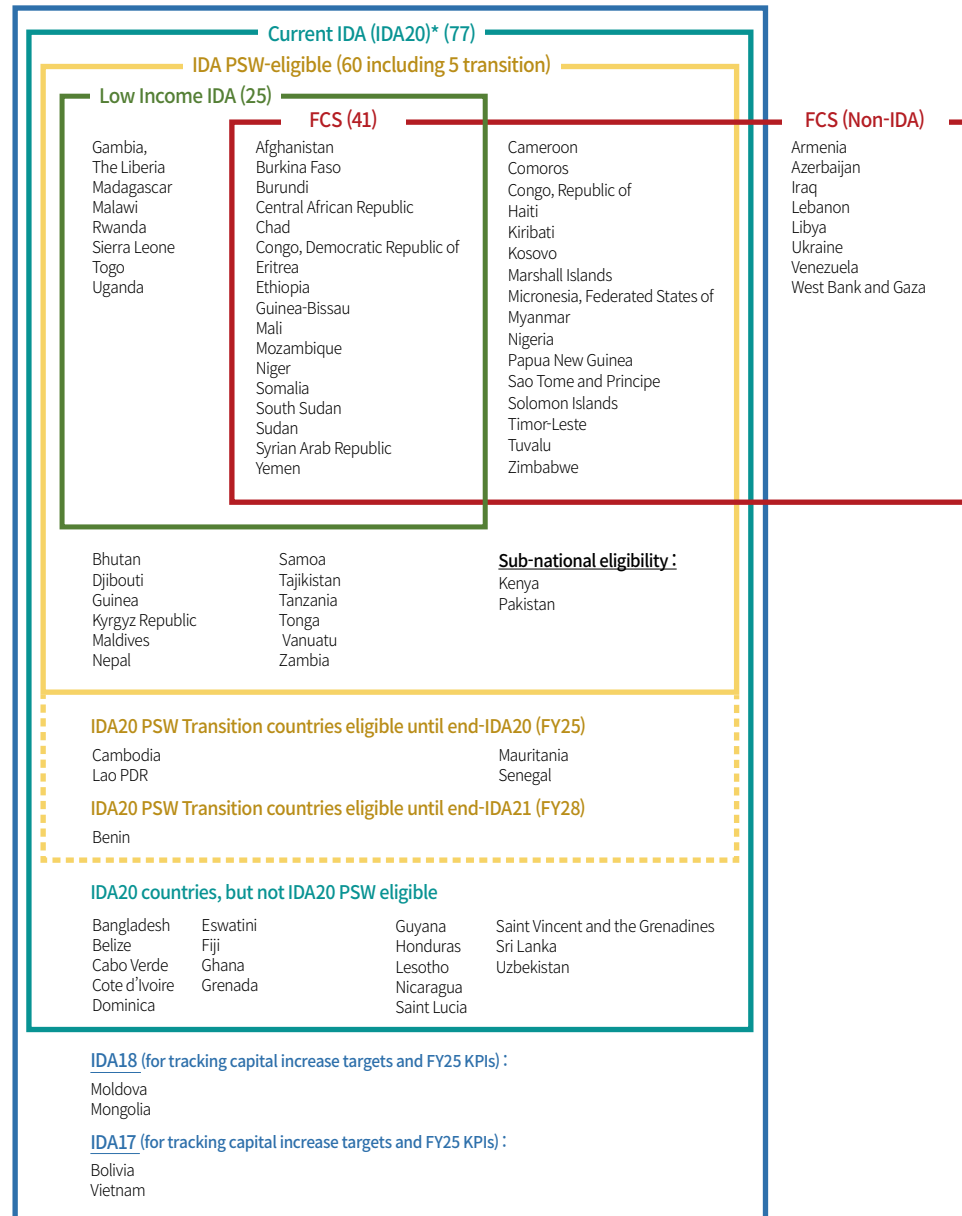 Current IDA (IDA20)* (77)
IDA PSW-eligible (60 including 5 transition)
Low Income IDA (25)
FCS (41)
FCS (Non-IDA)
Gambia,
The Liberia
Madagascar
Malawi
Rwanda
Sierra Leone
Togo
Uganda
Afghanistan
Burkina Faso
Burundi
Central African Republic
Chad
Congo, Democratic Republic of
Eritrea
Ethiopia
Guinea-Bissau
Mali
Mozambique
Niger
Somalia
South Sudan
Sudan
Syrian Arab Republic
Yemen
Cameroon
Comoros
Congo, Republic of
Haiti
Kiribati
Kosovo
Marshall Islands
Micronesia, Federated States of
Myanmar
Nigeria
Papua New Guinea
Sao Tome and Principe
Solomon Islands
Timor-Leste
Tuvalu
Zimbabwe
Armenia
Azerbaijan
Iraq
Lebanon
Libya
Ukraine
Venezuela
West Bank and Gaza
Bhutan
Djibouti
Guinea
Kyrgyz Republic
Maldives
Nepal
Samoa
Tajikistan
Tanzania
Tonga
Vanuatu
Zambia
Sub-national eligibility :
Kenya
Pakistan
IDA20 PSW Transition countries eligible until end-IDA20 (FY25)
Cambodia
Lao PDR
Mauritania
Senegal
IDA20 PSW Transition countries eligible until end-IDA21 (FY28)
Benin
IDA20 countries, but not IDA20 PSW eligible
Bangladesh
Belize
Cabo Verde
Cote d'Ivoire
Dominica
Eswatini
Fiji
Ghana
Grenada
Guyana
Honduras
Lesotho
Nicaragua
Saint Lucia
Saint Vincent and the Grenadines
Sri Lanka
Uzbekistan
IDA18 (for tracking capital increase targets and FY25 KPIs) :
Moldova
Mongolia
IDA17 (for tracking capital increase targets and FY25 KPIs) :
Bolivia
Vietnam